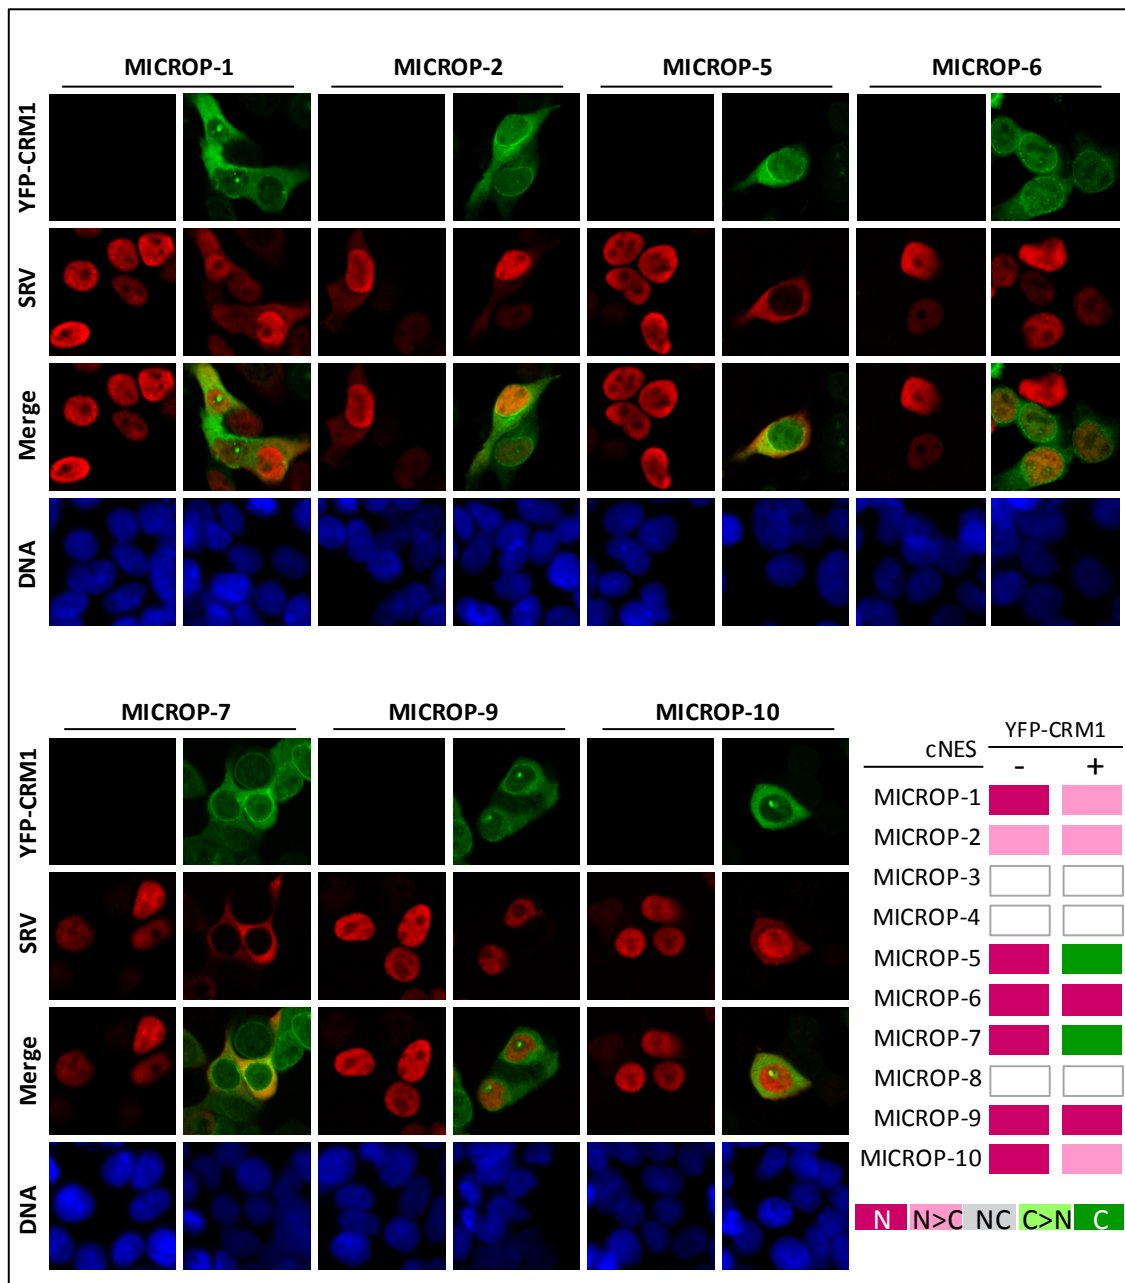 MICROP-1 MICROP-2 MICROP-5 MICROP-6
YFP-CRM1
SRV
Merge
DNA
MICROP-7 MICROP-9 MICROP-10
YFP-CRM1
SRV
Merge
DNA
cNES YFP-CRM1
- +
MICROP-1
MICROP-2
MICROP-3
MICROP-4
MICROP-5
MICROP-6
MICROP-7
MICROP-8
MICROP-9
MICROP-10
N N>C NC C>N C